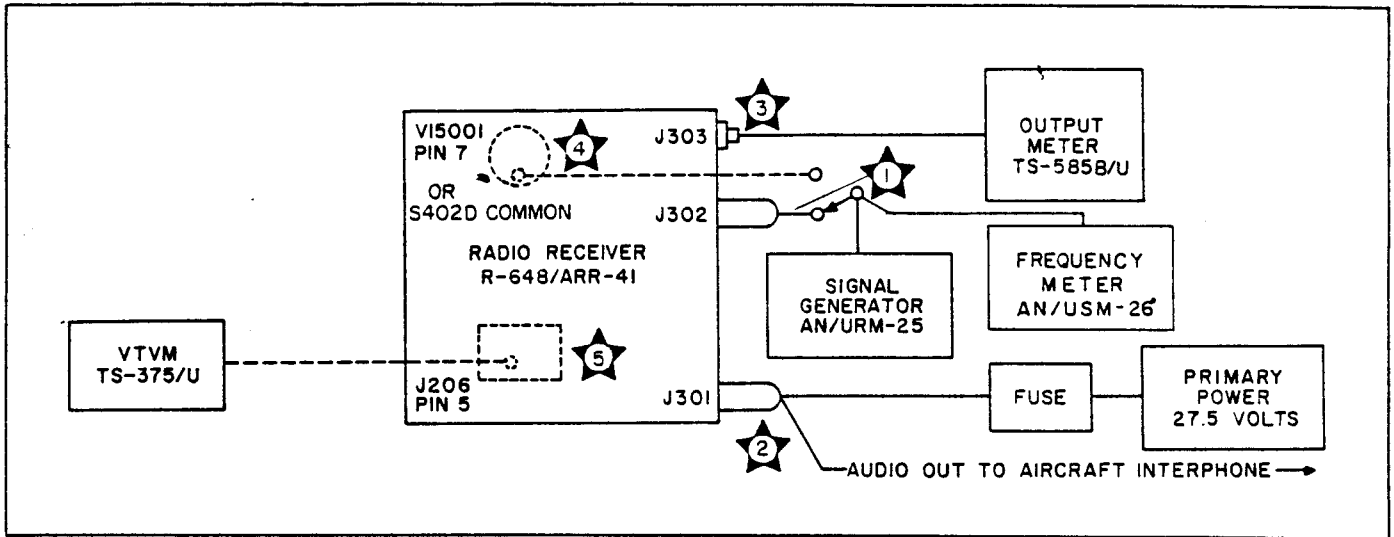 V15001
PIN 7
OR
S402D COMMON
4
J303
3
OUTPUT
METER
TS-585B/U
1
J302
RADIO RECEIVER
R-648/ARR-41
SIGNAL
GENERATOR
AN/URM-25
FREQUENCY
METER
AN/USM-26
VTVM
TS-375/U
5
J206
PIN 5
J301
2
FUSE
PRIMARY
POWER
27.5 VOLTS
AUDIO OUT TO AIRCRAFT INTERPHONE